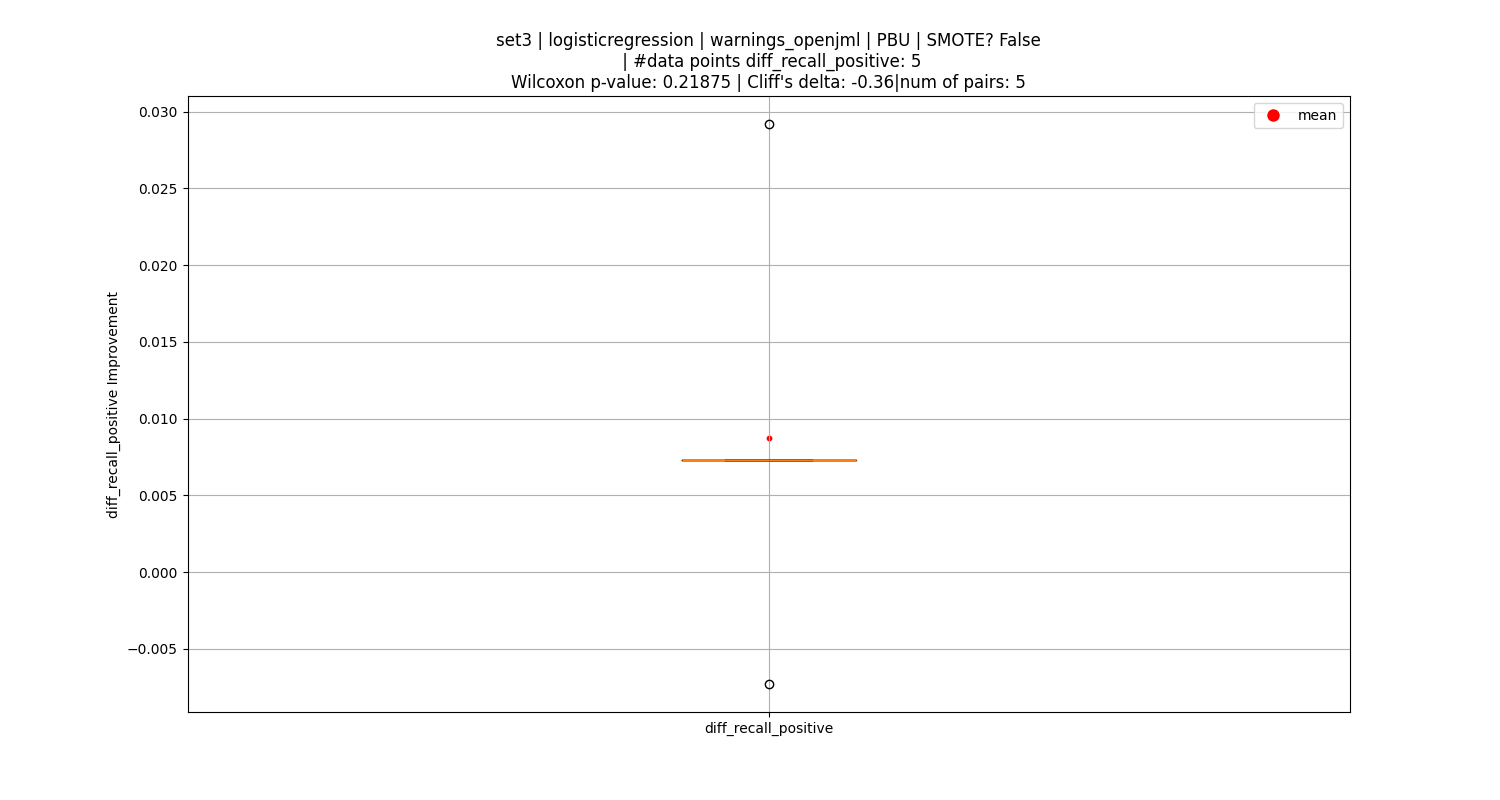 set3 | logisticregression | warnings_openjml | PBU | SMOTE? False
| #data points diff_recall_positive: 5
Wilcoxon p-value: 0.21875 | Cliff's delta: -0.36|num of pairs: 5
mean
0.030
0.025
0.020
0.015
0.010
0.005
0.000
−0.005
diff_recall_positive Improvement
diff_recall_positive